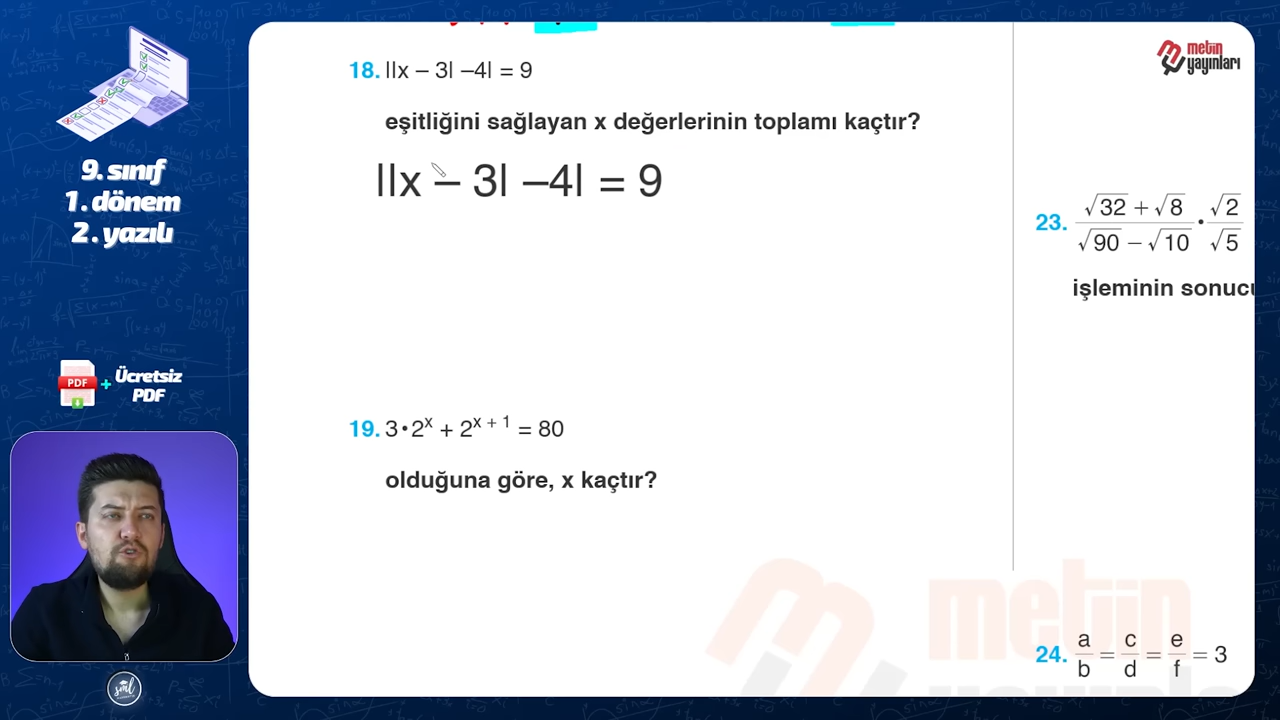 9. sınıf
1. dönem
2. yazılı
PDF
+ Ücretsiz
PDF
sml
18. ||x – 3| –4| = 9
eşitliğini sağlayan x değerlerinin toplamı kaçtır?
||x – 3| –4| = 9
19. 3•2^x + 2^(x + 1) = 80
olduğuna göre, x kaçtır?
metin
yayınları
23. (√32 + √8)/(√90 – √10) • √2/√5
işleminin sonucu
24. a/b = c/d = e/f = 3
metin